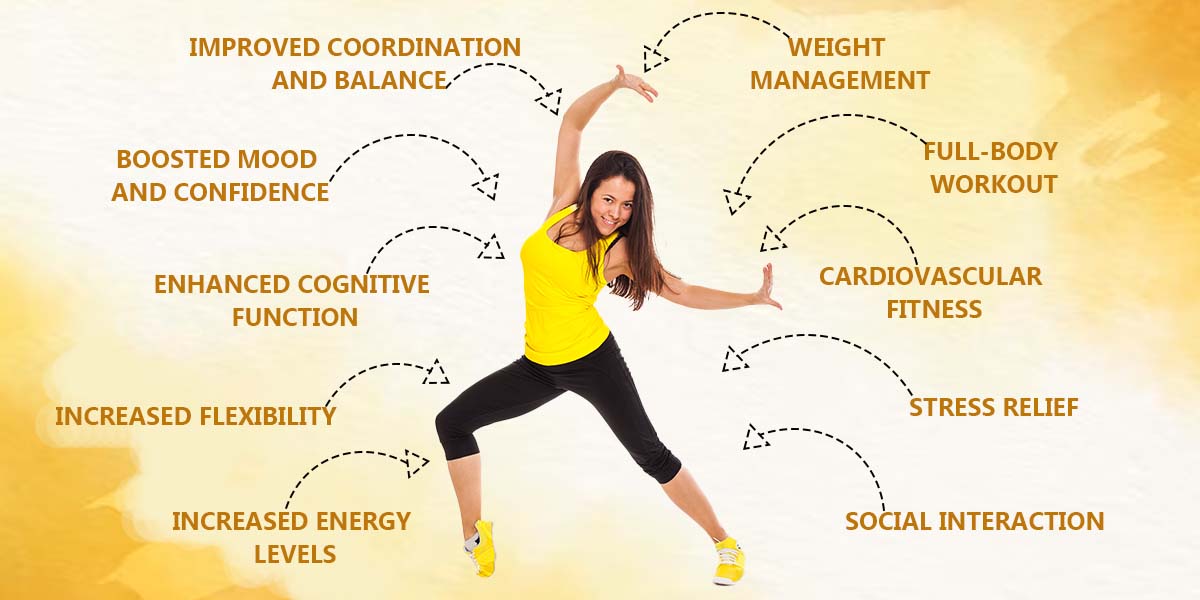 IMPROVED COORDINATION
AND BALANCE
BOOSTED MOOD
AND CONFIDENCE
ENHANCED COGNITIVE
FUNCTION
INCREASED FLEXIBILITY
INCREASED ENERGY
LEVELS
WEIGHT
MANAGEMENT
FULL-BODY
WORKOUT
CARDIOVASCULAR
FITNESS
STRESS RELIEF
SOCIAL INTERACTION